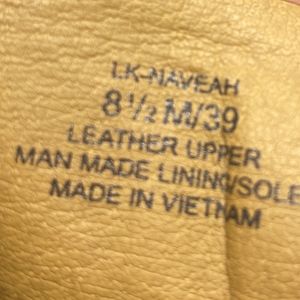 LK-NAVEAH
8 ½ M/39
LEATHER UPPER
MAN MADE LINING/SOLE
MADE IN VIETNAM